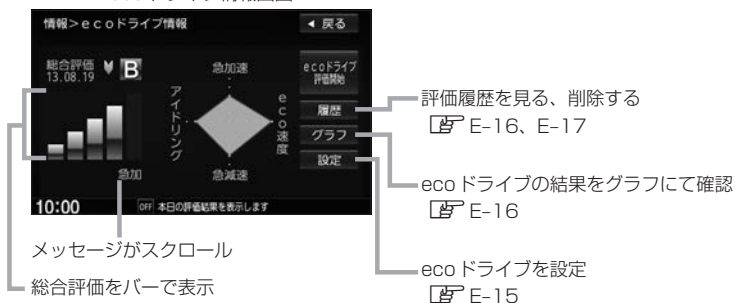 情報>ecoドライブ情報
◀ 戻る
総合評価
13.08.19
B
急加速
アイドリング
eco速度
急減速
ecoドライブ
評価開始
履歴
グラフ
設定
急加
10:00
OFF 本日の評価結果を表示します
評価履歴を見る、削除する
E-16、E-17
ecoドライブの結果をグラフにて確認
E-16
ecoドライブを設定
E-15
メッセージがスクロール
総合評価をバーで表示